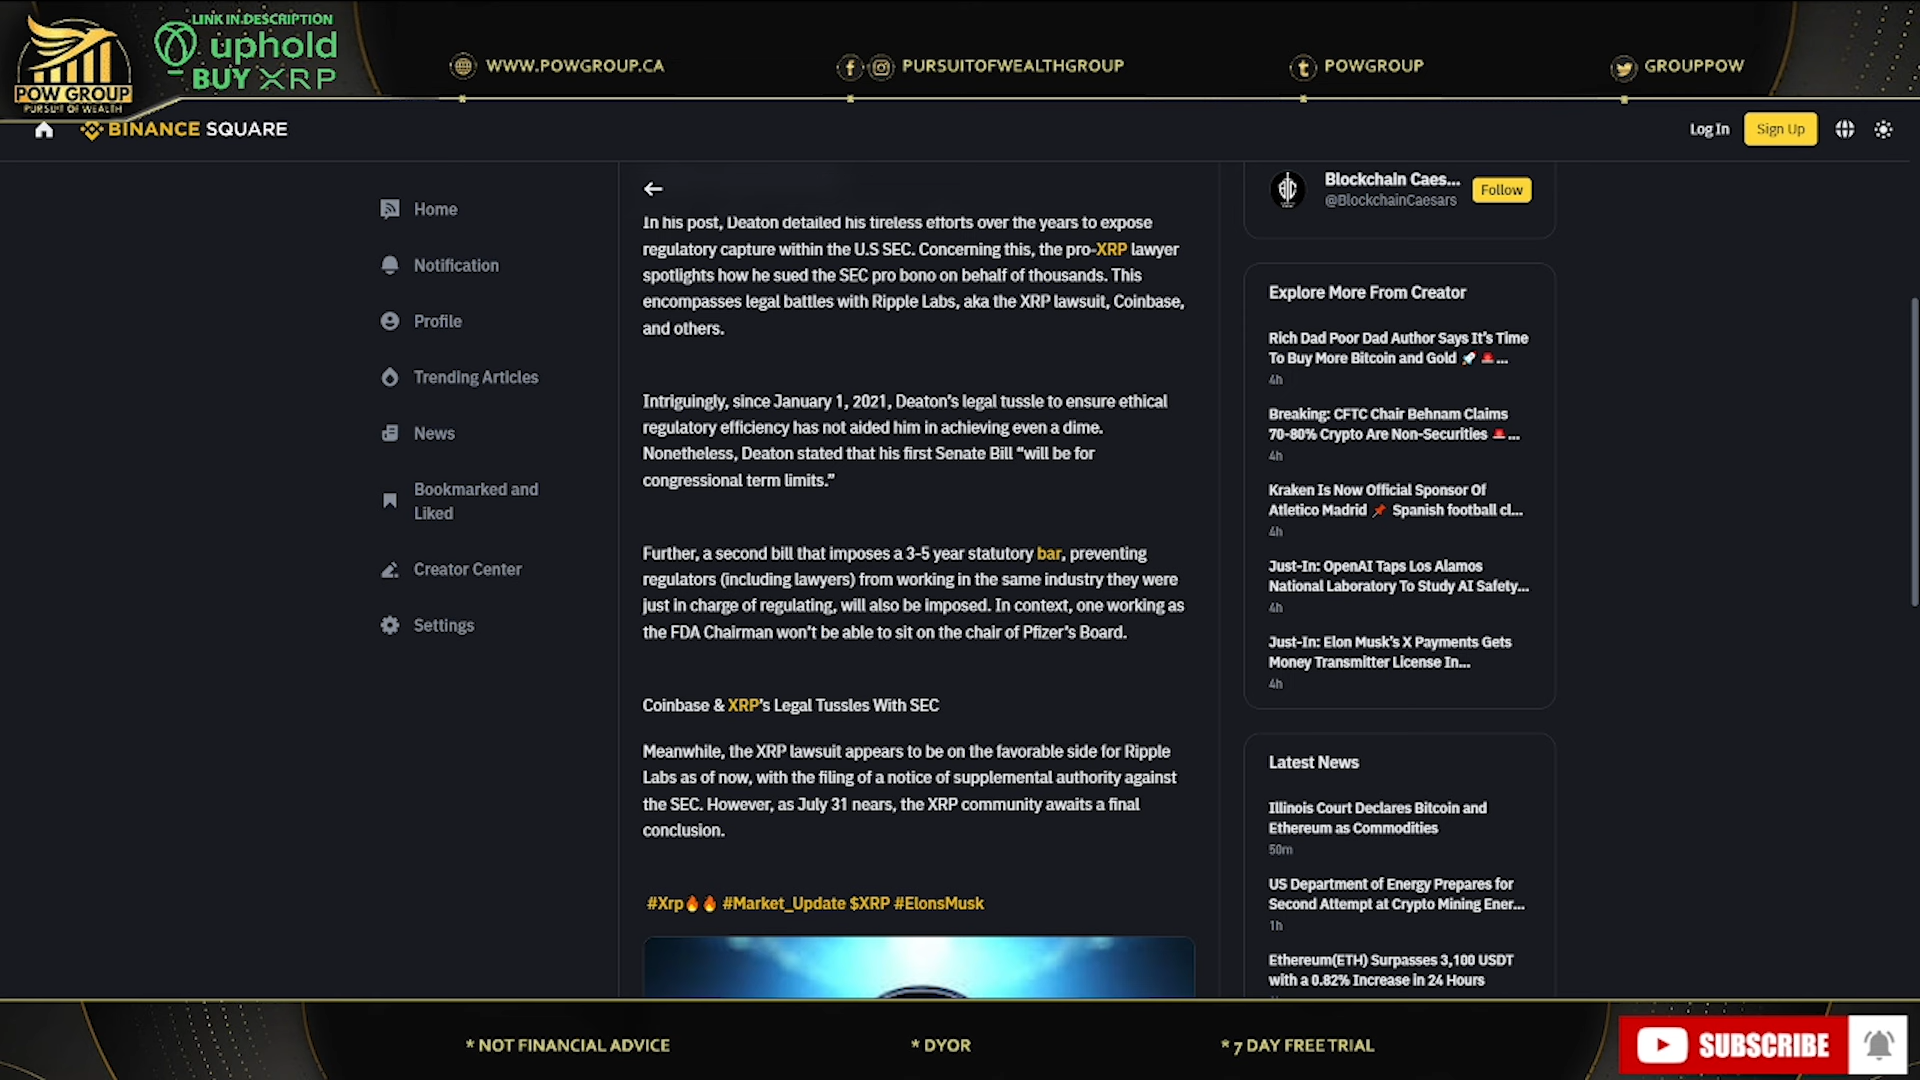 LINK IN DESCRIPTION
uphold
BUY XRP
POW GROUP
PURSUIT OF WEALTH
WWW.POWGROUP.CA
PURSUITOFWEALTHGROUP
POWGROUP
GROUPPOW
BINANCE SQUARE
Log In
Sign Up
Home
Notification
Profile
Trending Articles
News
Bookmarked and
Liked
Creator Center
Settings
In his post, Deaton detailed his tireless efforts over the years to expose
regulatory capture within the U.S SEC. Concerning this, the pro-XRP lawyer
spotlights how he sued the SEC pro bono on behalf of thousands. This
encompasses legal battles with Ripple Labs, aka the XRP lawsuit, Coinbase,
and others.
Intriguingly, since January 1, 2021, Deaton's legal tussle to ensure ethical
regulatory efficiency has not aided him in achieving even a dime.
Nonetheless, Deaton stated that his first Senate Bill “will be for
congressional term limits.”
Further, a second bill that imposes a 3-5 year statutory bar, preventing
regulators (including lawyers) from working in the same industry they were
just in charge of regulating, will also be imposed. In context, one working as
the FDA Chairman won't be able to sit on the chair of Pfizer's Board.
Coinbase & XRP's Legal Tussles With SEC
Meanwhile, the XRP lawsuit appears to be on the favorable side for Ripple
Labs as of now, with the filing of a notice of supplemental authority against
the SEC. However, as July 31 nears, the XRP community awaits a final
conclusion.
#Xrp🔥🔥 #Market_Update $XRP #ElonsMusk
Blockchain Caes...
@BlockchainCaesars
Follow
Explore More From Creator
Rich Dad Poor Dad Author Says It's Time
To Buy More Bitcoin and Gold 🚀 🚨...
4h
Breaking: CFTC Chair Behnam Claims
70-80% Crypto Are Non-Securities 🚨...
4h
Kraken Is Now Official Sponsor Of
Atletico Madrid 📌 Spanish football cl...
4h
Just-In: OpenAI Taps Los Alamos
National Laboratory To Study AI Safety...
4h
Just-In: Elon Musk's X Payments Gets
Money Transmitter License In...
4h
Latest News
Illinois Court Declares Bitcoin and
Ethereum as Commodities
50m
US Department of Energy Prepares for
Second Attempt at Crypto Mining Ener...
1h
Ethereum(ETH) Surpasses 3,100 USDT
with a 0.82% Increase in 24 Hours
* NOT FINANCIAL ADVICE
* DYOR
* 7 DAY FREE TRIAL
SUBSCRIBE